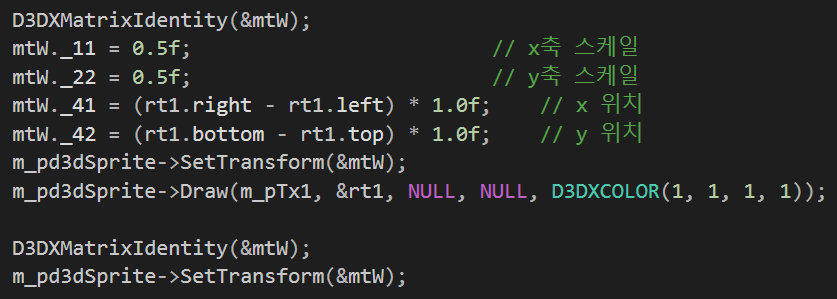 D3DXMatrixIdentity(&mtW);
mtW._11 = 0.5f; // x축 스케일
mtW._22 = 0.5f; // y축 스케일
mtW._41 = (rt1.right - rt1.left) * 1.0f; // x 위치
mtW._42 = (rt1.bottom - rt1.top) * 1.0f; // y 위치
m_pd3dSprite->SetTransform(&mtW);
m_pd3dSprite->Draw(m_pTx1, &rt1, NULL, NULL, D3DXCOLOR(1, 1, 1, 1));
D3DXMatrixIdentity(&mtW);
m_pd3dSprite->SetTransform(&mtW);